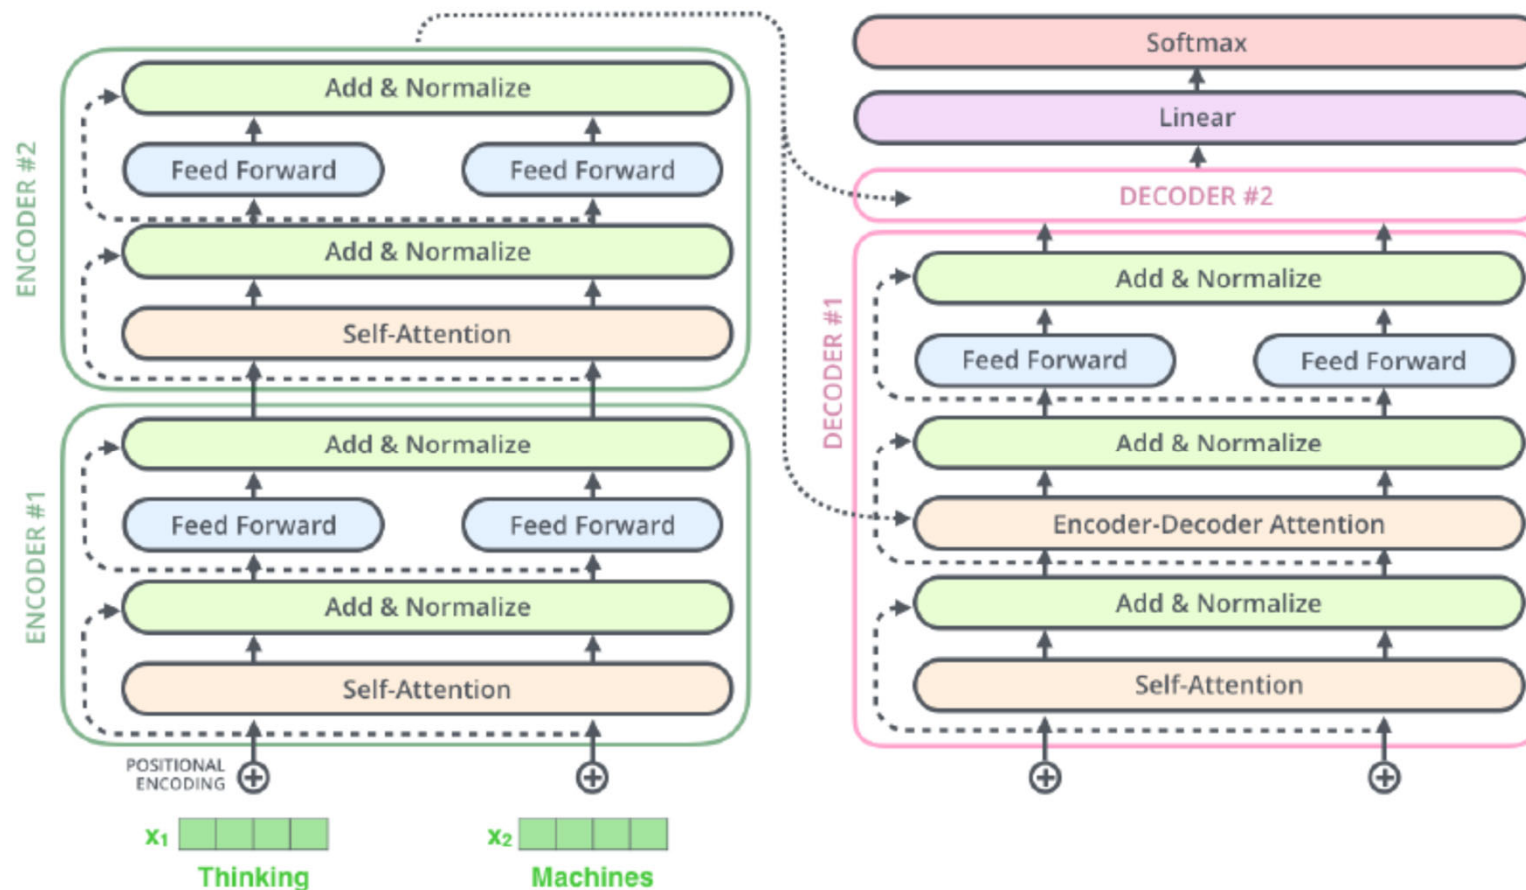 ENCODER #2
Add & Normalize
Feed Forward
Feed Forward
Add & Normalize
Self-Attention
ENCODER #1
Add & Normalize
Feed Forward
Feed Forward
Add & Normalize
Self-Attention
POSITIONAL
ENCODING
x₁
x₂
Thinking
Machines
Softmax
Linear
DECODER #2
DECODER #1
Add & Normalize
Feed Forward
Feed Forward
Add & Normalize
Encoder-Decoder Attention
Add & Normalize
Self-Attention